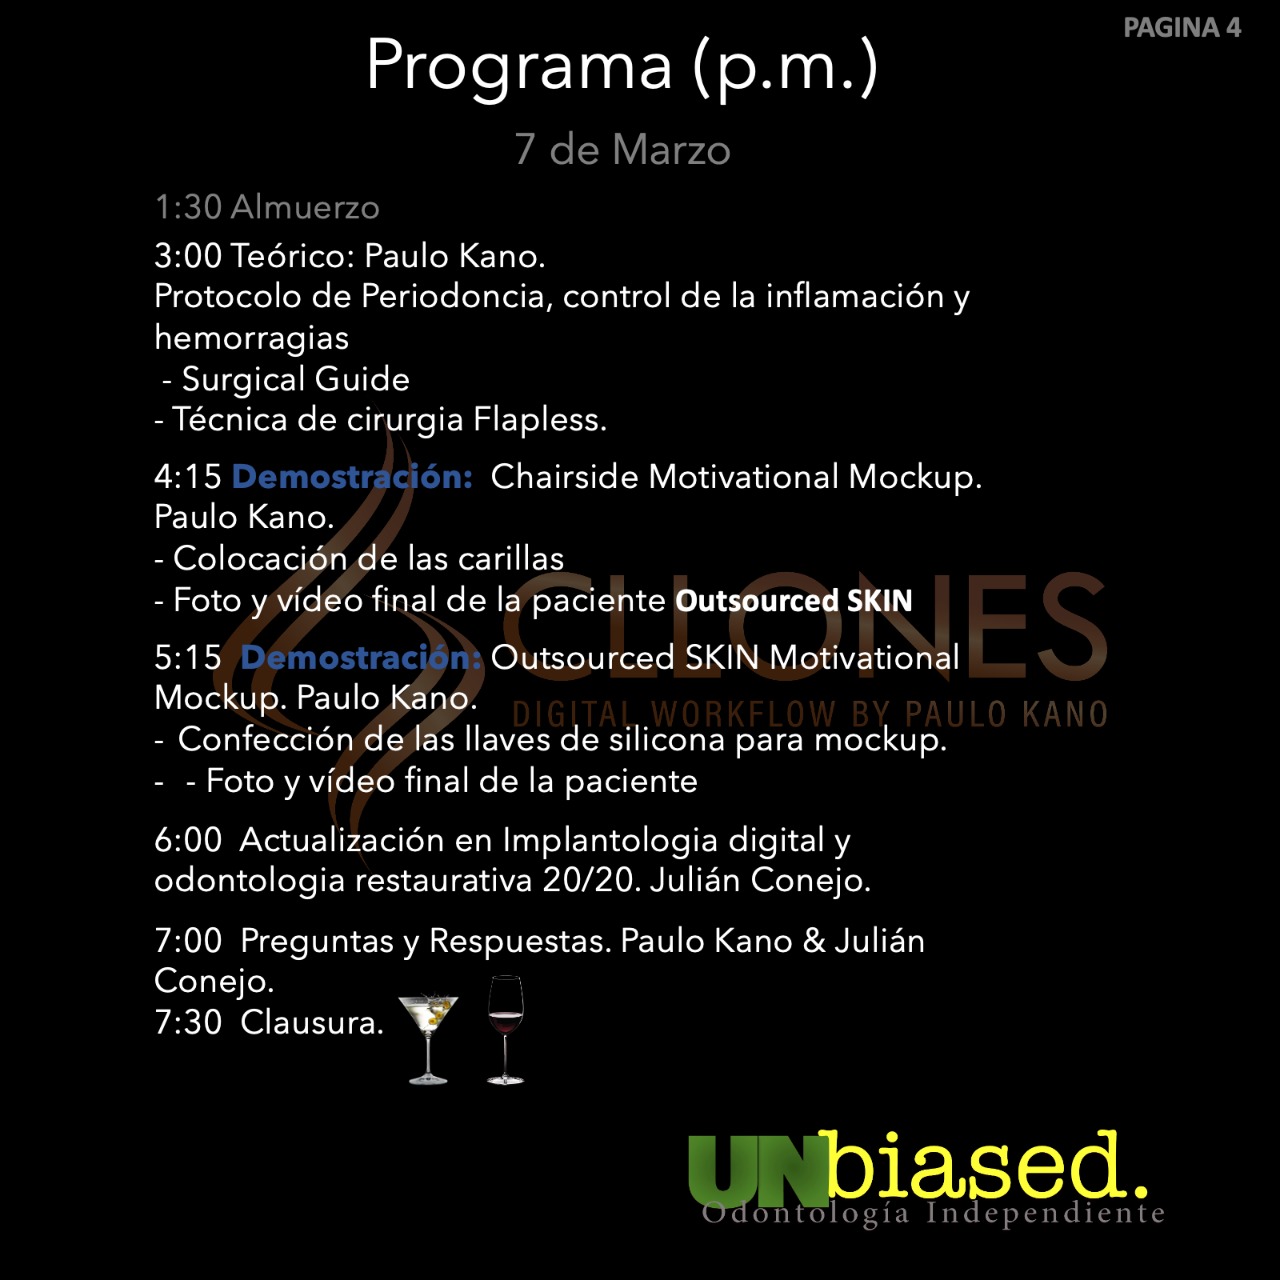 PAGINA 4
Programa (p.m.)
7 de Marzo
1:30 Almuerzo
3:00 Teórico: Paulo Kano.
Protocolo de Periodoncia, control de la inflamación y
hemorragias
- Surgical Guide
- Técnica de cirurgia Flapless.
4:15 Demostración: Chairside Motivational Mockup.
Paulo Kano.
- Colocación de las carillas
- Foto y vídeo final de la paciente Outsourced SKIN
5:15 Demostración: Outsourced SKIN Motivational
Mockup. Paulo Kano.
- Confección de las llaves de silicona para mockup.
- - Foto y vídeo final de la paciente
6:00 Actualización en Implantologia digital y
odontologia restaurativa 20/20. Julián Conejo.
7:00 Preguntas y Respuestas. Paulo Kano & Julián
Conejo.
7:30 Clausura.
CLLONES
DIGITAL WORKFLOW BY PAULO KANO
UNbiased.
Odontología Independiente